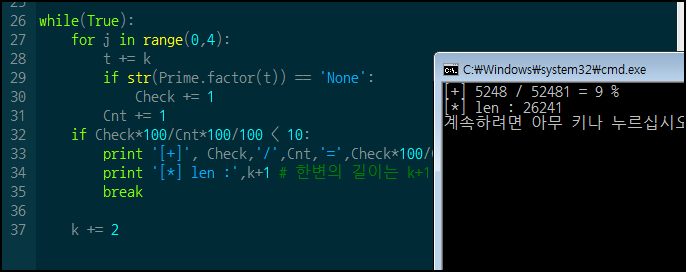 25
26 while(True):
27 for j in range(0,4):
28 t += k
29 if str(Prime.factor(t)) == 'None':
30 Check += 1
31 Cnt += 1
32 if Check*100/Cnt*100/100 < 10:
33 print '[+]', Check,'/',Cnt,'=',Check*100/
34 print '[*] len :',k+1 # 한변의 길이는 k+1
35 break
36
37 k += 2
C:\Windows\system32\cmd.exe
[+] 5248 / 52481 = 9 %
[*] len : 26241
계속하려면 아무 키나 누르십시오